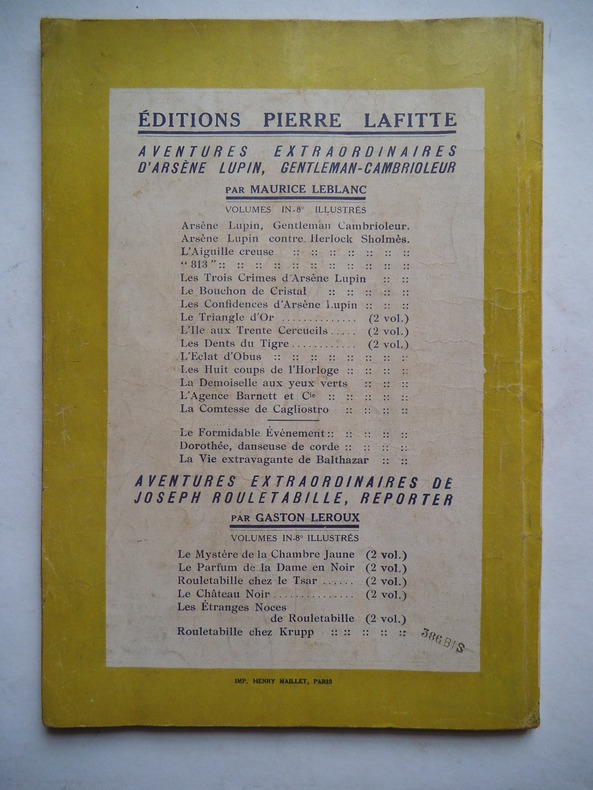 ÉDITIONS PIERRE LAFITTE
AVENTURES EXTRAORDINAIRES
D'ARSÈNE LUPIN, GENTLEMAN-CAMBRIOLEUR
PAR MAURICE LEBLANC
VOLUMES IN-8° ILLUSTRÉS
Arsène Lupin, Gentleman Cambrioleur.
Arsène Lupin contre Herlock Sholmès.
L'Aiguille creuse :: :: :: :: :: :: ::
“ 813 ” :: :: :: :: :: :: :: :: :: ::
Les Trois Crimes d'Arsène Lupin :: ::
Le Bouchon de Cristal :: :: :: :: ::
Les Confidences d'Arsène Lupin :: :: ::
Le Triangle d'Or .............. (2 vol.)
L'Ile aux Trente Cercueils ..... (2 vol.)
Les Dents du Tigre ............. (2 vol.)
L'Eclat d'Obus :: :: :: :: :: :: :: ::
Les Huit coups de l'Horloge :: :: :: ::
La Demoiselle aux yeux verts :: :: ::
L'Agence Barnett et Cie :: :: :: :: ::
La Comtesse de Cagliostro :: :: :: ::
Le Formidable Événement :: :: :: :: ::
Dorothée, danseuse de corde :: :: :: ::
La Vie extravagante de Balthazar :: ::
AVENTURES EXTRAORDINAIRES DE
JOSEPH ROULETABILLE, REPORTER
PAR GASTON LEROUX
VOLUMES IN-8° ILLUSTRÉS
Le Mystère de la Chambre Jaune (2 vol.)
Le Parfum de la Dame en Noir (2 vol.)
Rouletabille chez le Tsar ...... (2 vol.)
Le Château Noir ............... (2 vol.)
Les Étranges Noces
de Rouletabille (2 vol.)
Rouletabille chez Krupp :: :: :: :: ::
386 BIS
IMP. HENRY MAILLET, PARIS